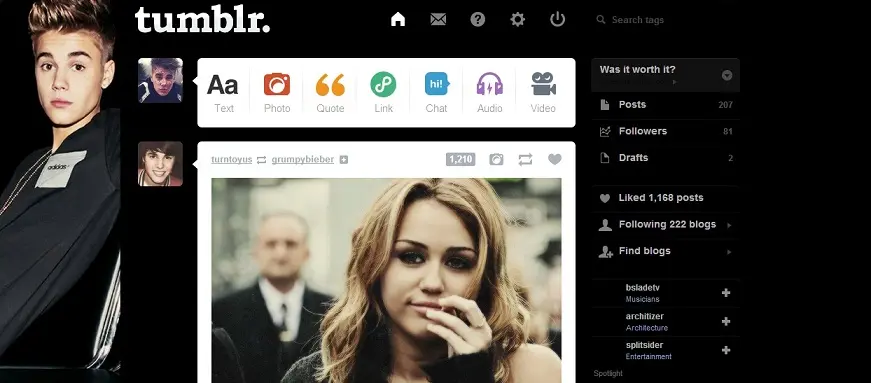 tumblr.
Search tags
Aa
hi!
Text
Photo
Quote
Link
Chat
Audio
Video
turntoyus
grumpybieber
1,210
adidas
Was it worth it?
Posts
207
Followers
81
Drafts
2
Liked 1,168 posts
Following 222 blogs
Find blogs
bsladetv
Musicians
architizer
Architecture
splitsider
Entertainment
Spotlight